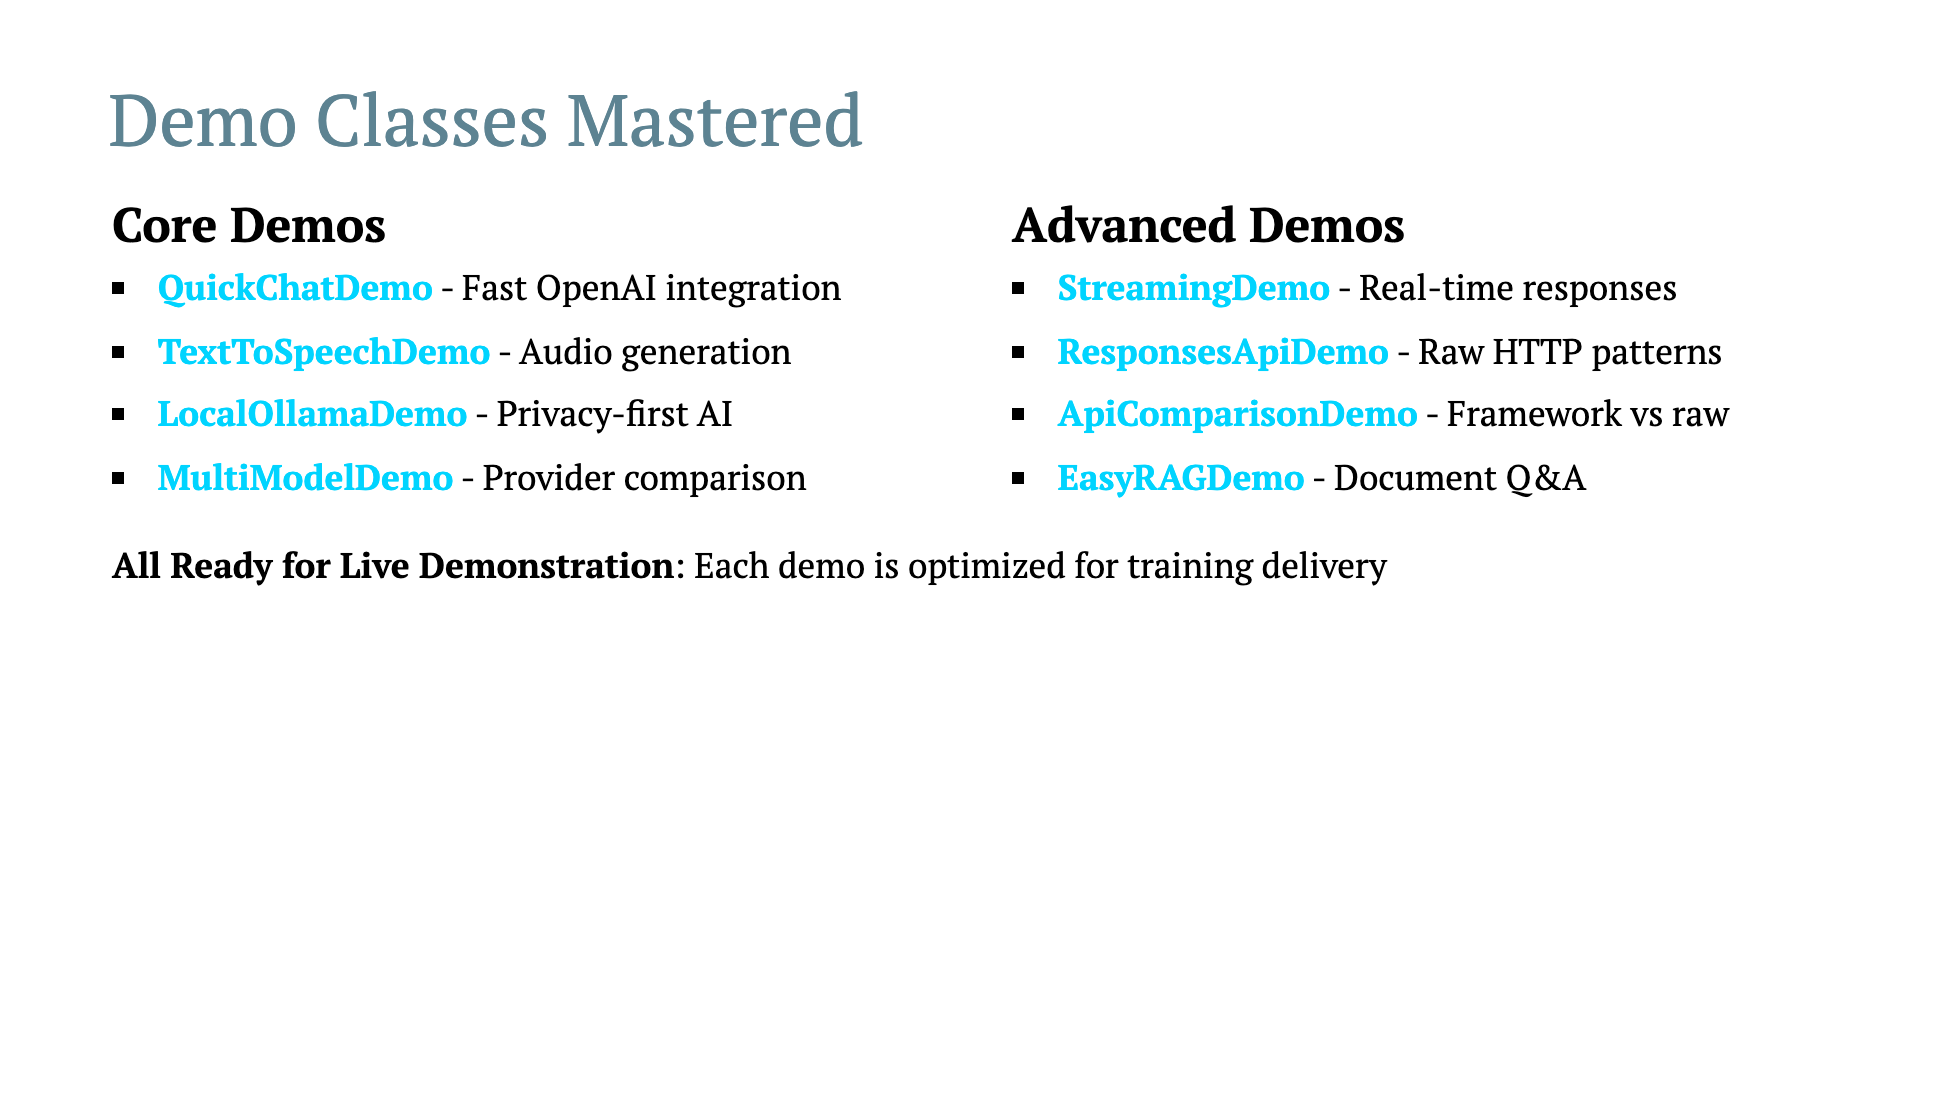 Demo Classes Mastered
Core Demos
▪ QuickChatDemo - Fast OpenAI integration
▪ TextToSpeechDemo - Audio generation
▪ LocalOllamaDemo - Privacy-first AI
▪ MultiModelDemo - Provider comparison
Advanced Demos
▪ StreamingDemo - Real-time responses
▪ ResponsesApiDemo - Raw HTTP patterns
▪ ApiComparisonDemo - Framework vs raw
▪ EasyRAGDemo - Document Q&A
All Ready for Live Demonstration: Each demo is optimized for training delivery